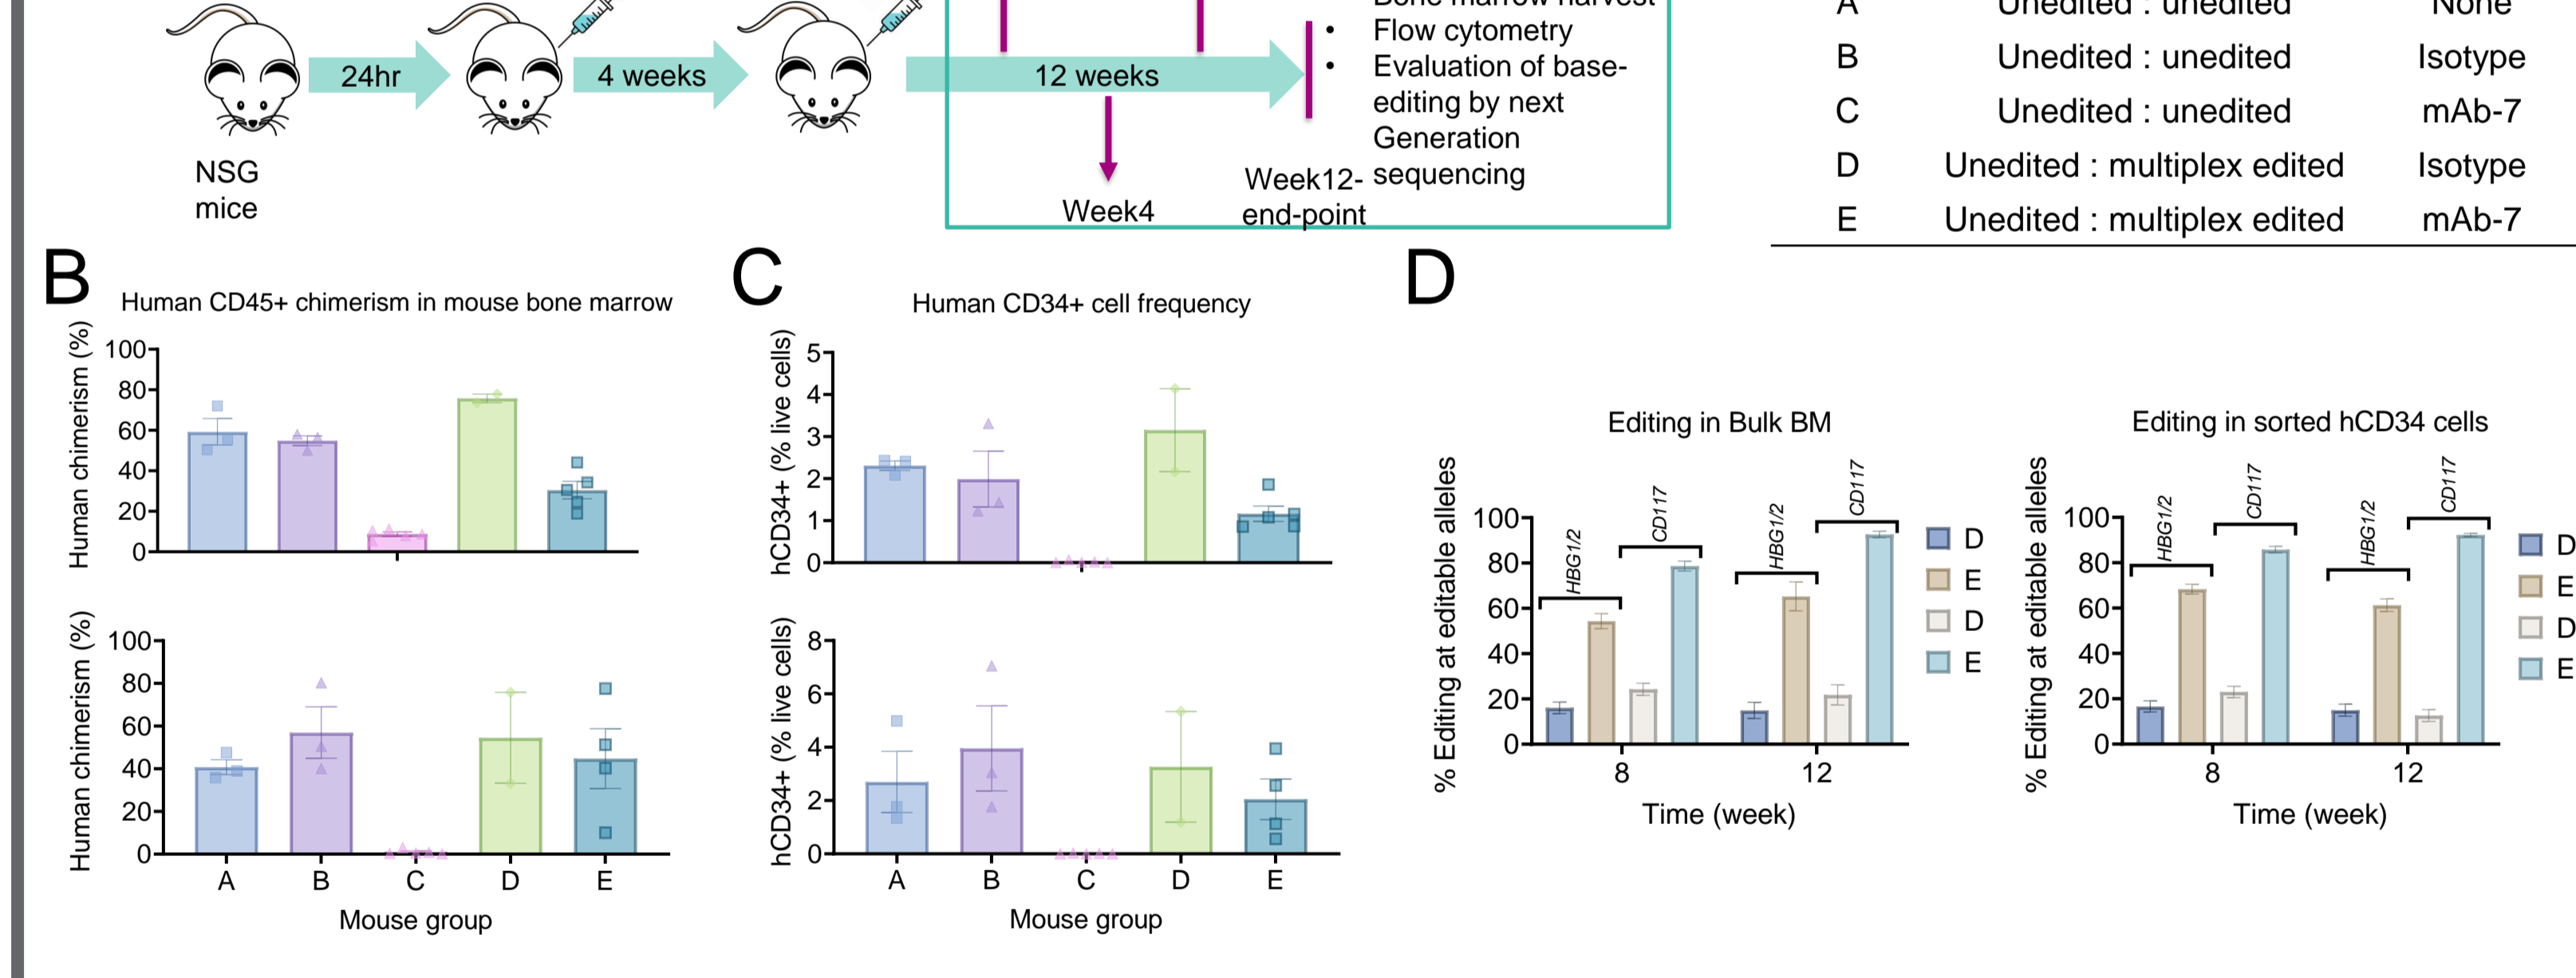 24hr
4 weeks
12 weeks
Bone marrow harvest
• Flow cytometry
• Evaluation of base-
editing by next
Generation
sequencing
NSG
mice
Week4
Week12-
end-point
A Unedited : unedited None
B Unedited : unedited Isotype
C Unedited : unedited mAb-7
D Unedited : multiplex edited Isotype
E Unedited : multiplex edited mAb-7
B
Human CD45+ chimerism in mouse bone marrow
Human chimerism (%)
100
80
60
40
20
0
Human chimerism (%)
100
80
60
40
20
0
A B C D E
Mouse group
C
Human CD34+ cell frequency
hCD34+ (% live cells)
5
4
3
2
1
0
hCD34+ (% live cells)
8
6
4
2
0
A B C D E
Mouse group
D
Editing in Bulk BM
% Editing at editable alleles
100
80
60
40
20
0
HBG1/2
CD117
HBG1/2
CD117
8 12
Time (week)
D
E
D
E
Editing in sorted hCD34 cells
% Editing at editable alleles
100
80
60
40
20
0
HBG1/2
CD117
HBG1/2
CD117
8 12
Time (week)
D
E
D
E